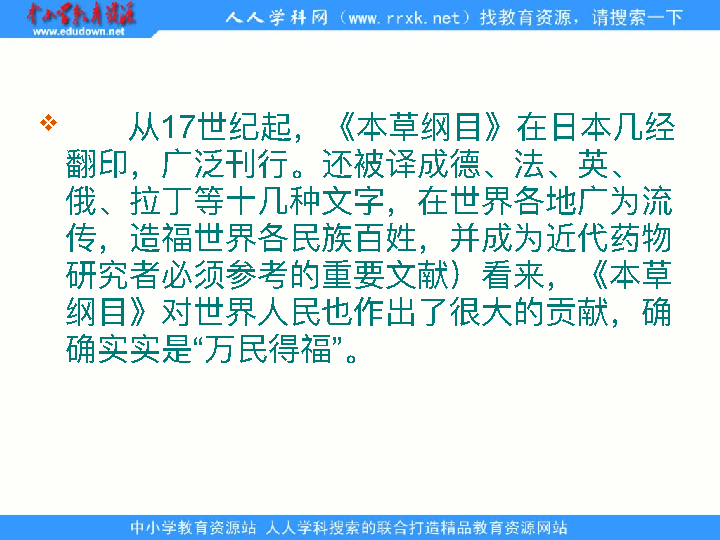 中小学教育资源
www.edudown.net
人人学科网（www.rrxk.net）找教育资源，请搜索一下
从17世纪起，《本草纲目》在日本几经
翻印，广泛刊行。还被译成德、法、英、
俄、拉丁等十几种文字，在世界各地广为流
传，造福世界各民族百姓，并成为近代药物
研究者必须参考的重要文献）看来，《本草
纲目》对世界人民也作出了很大的贡献，确
确实实是“万民得福”。
中小学教育资源站 人人学科搜索的联合打造精品教育资源网站